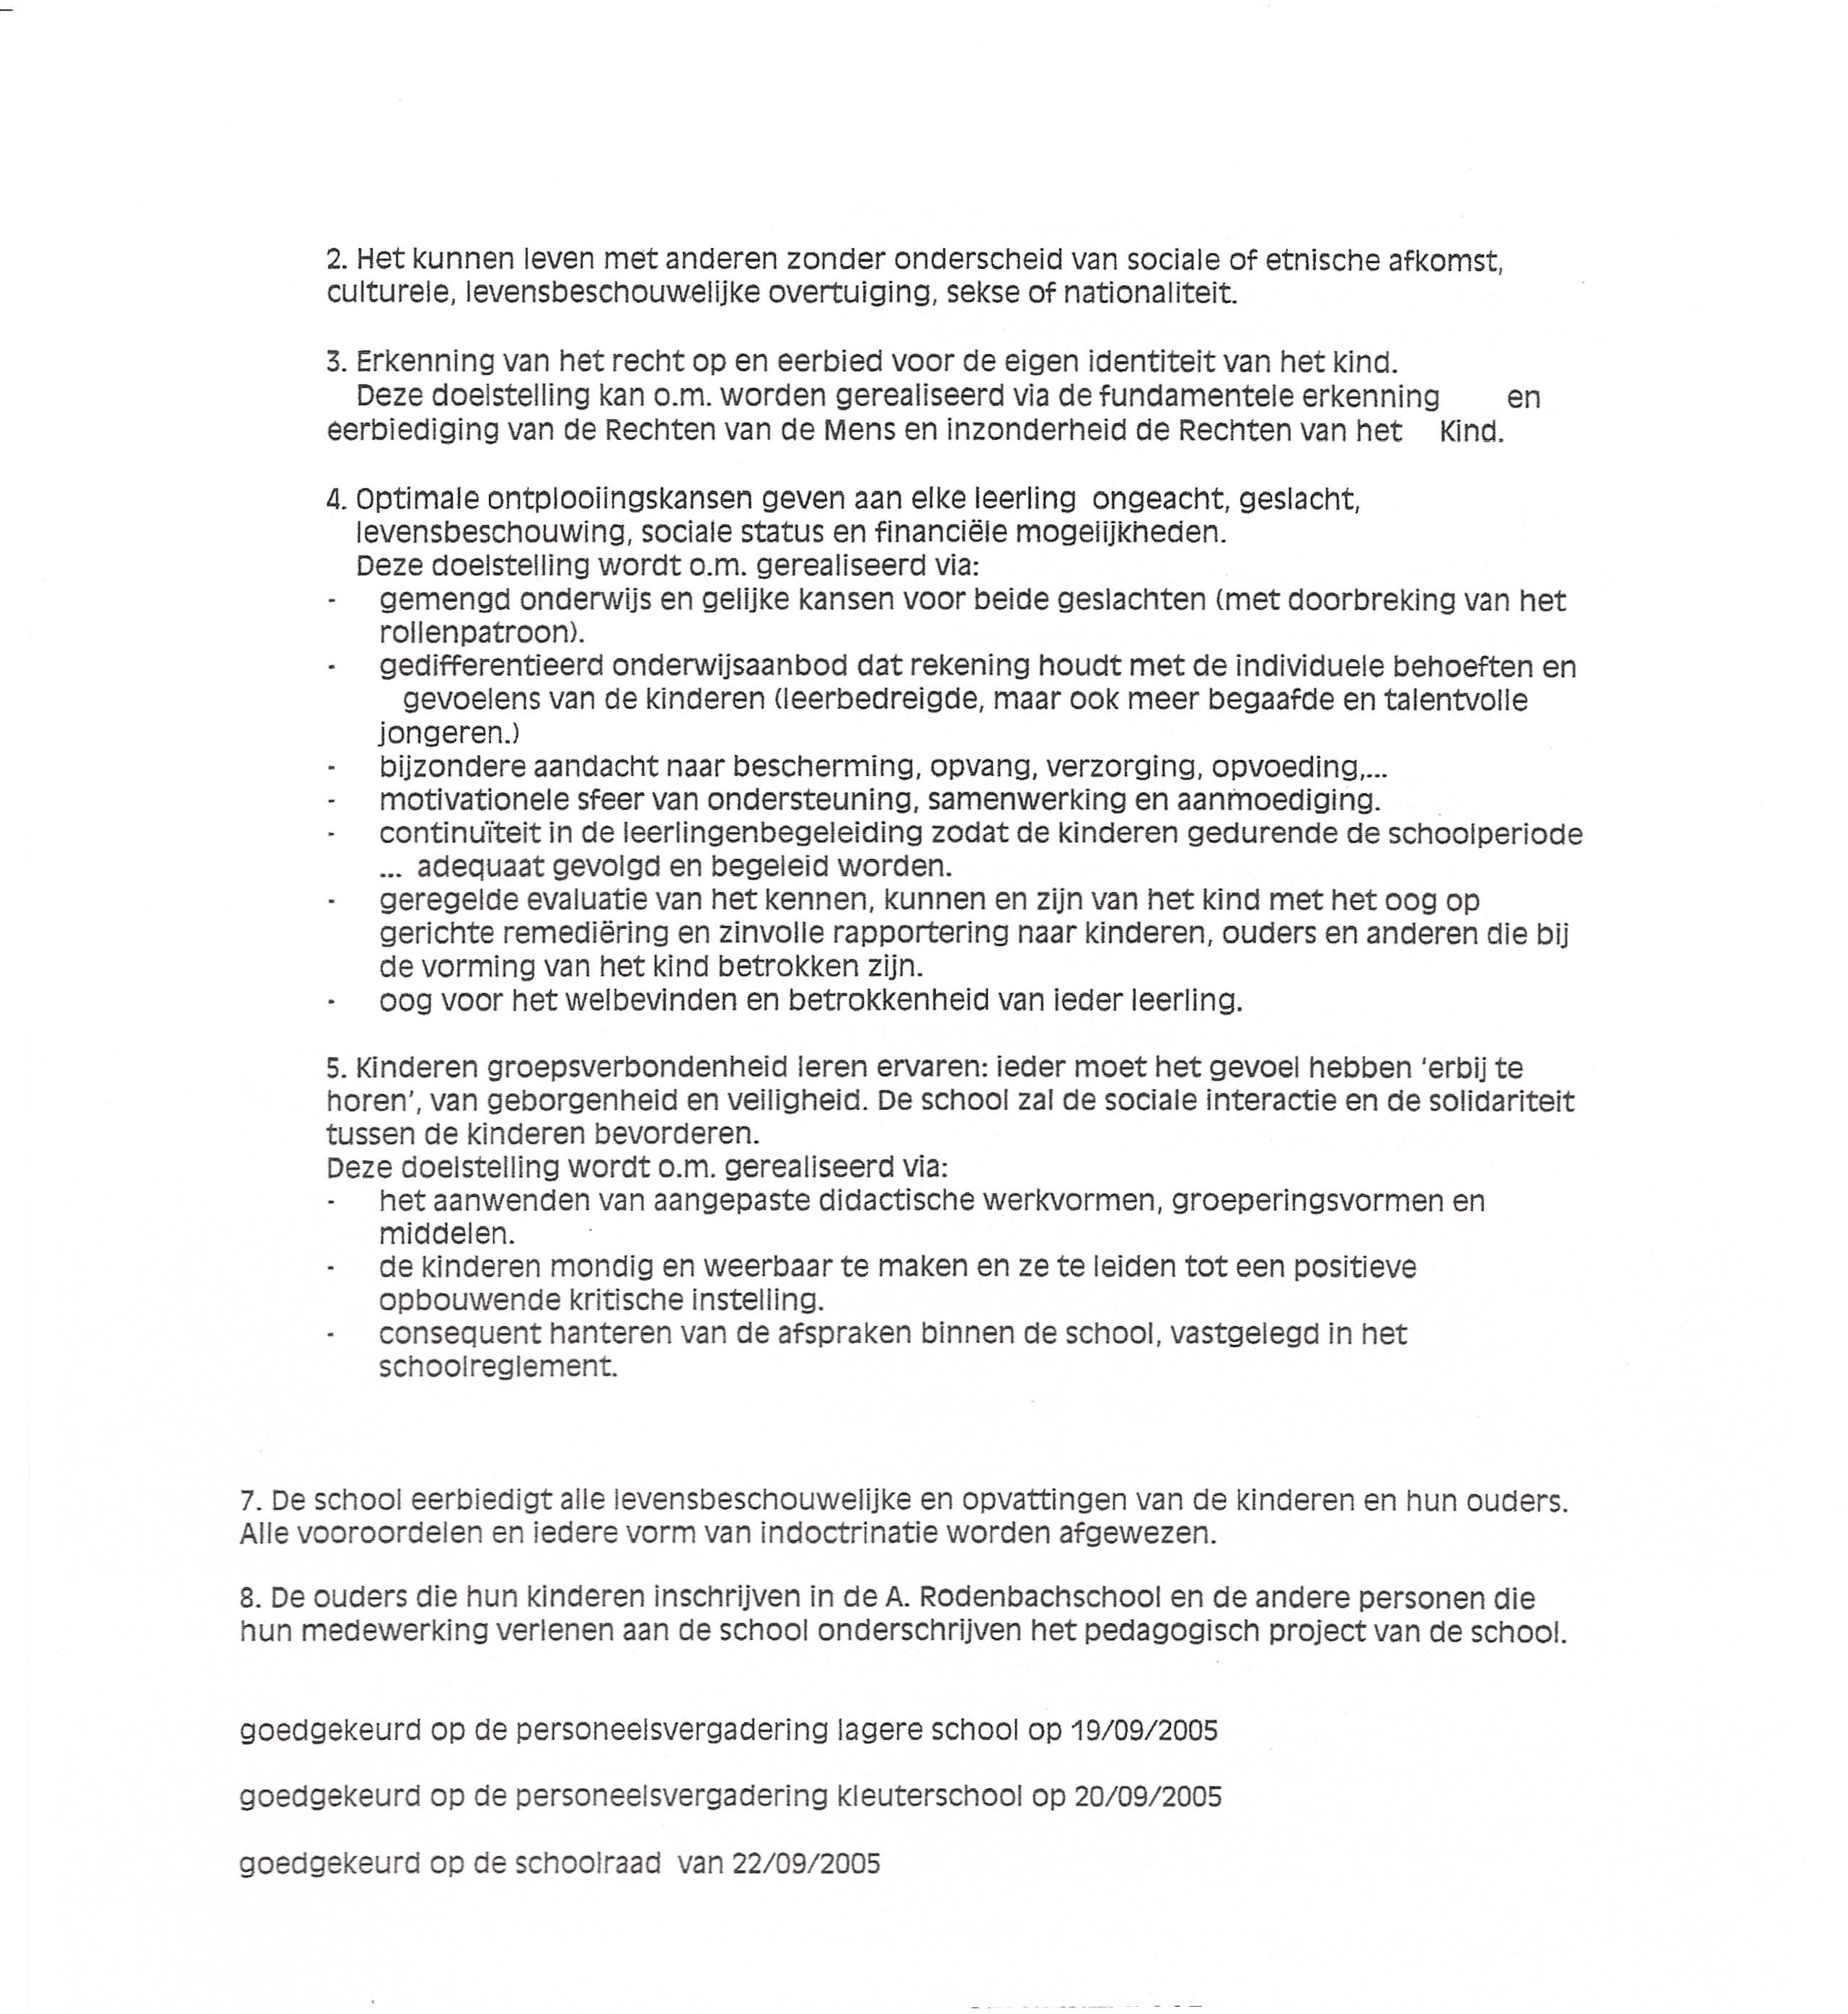 2. Het kunnen leven met anderen zonder onderscheid van sociale of etnische afkomst,
culturele, levensbeschouwelijke overtuiging, sekse of nationaliteit.
3. Erkenning van het recht op en eerbied voor de eigen identiteit van het kind.
Deze doelstelling kan o.m. worden gerealiseerd via de fundamentele erkenning en
eerbiediging van de Rechten van de Mens en inzonderheid de Rechten van het Kind.
4. Optimale ontplooiingskansen geven aan elke leerling ongeacht, geslacht,
levensbeschouwing, sociale status en financiële mogelijkheden.
Deze doelstelling wordt o.m. gerealiseerd via:
- gemengd onderwijs en gelijke kansen voor beide geslachten (met doorbreking van het
rollenpatroon).
- gedifferentieerd onderwijsaanbod dat rekening houdt met de individuele behoeften en
gevoelens van de kinderen (leerbedreigde, maar ook meer begaafde en talentvolle
jongeren.)
- bijzondere aandacht naar bescherming, opvang, verzorging, opvoeding,...
- motivationele sfeer van ondersteuning, samenwerking en aanmoediging.
- continuïteit in de leerlingenbegeleiding zodat de kinderen gedurende de schoolperiode
... adequaat gevolgd en begeleid worden.
- geregelde evaluatie van het kennen, kunnen en zijn van het kind met het oog op
gerichte remediëring en zinvolle rapportering naar kinderen, ouders en anderen die bij
de vorming van het kind betrokken zijn.
- oog voor het welbevinden en betrokkenheid van ieder leerling.
5. Kinderen groepsverbondenheid leren ervaren: ieder moet het gevoel hebben ‘erbij te
horen’, van geborgenheid en veiligheid. De school zal de sociale interactie en de solidariteit
tussen de kinderen bevorderen.
Deze doelstelling wordt o.m. gerealiseerd via:
- het aanwenden van aangepaste didactische werkvormen, groeperingsvormen en
middelen.
- de kinderen mondig en weerbaar te maken en ze te leiden tot een positieve
opbouwende kritische instelling.
- consequent hanteren van de afspraken binnen de school, vastgelegd in het
schoolreglement.
7. De school eerbiedigt alle levensbeschouwelijke en opvattingen van de kinderen en hun ouders.
Alle vooroordelen en iedere vorm van indoctrinatie worden afgewezen.
8. De ouders die hun kinderen inschrijven in de A. Rodenbachschool en de andere personen die
hun medewerking verlenen aan de school onderschrijven het pedagogisch project van de school.
goedgekeurd op de personeelsvergadering lagere school op 19/09/2005
goedgekeurd op de personeelsvergadering kleuterschool op 20/09/2005
goedgekeurd op de schoolraad van 22/09/2005